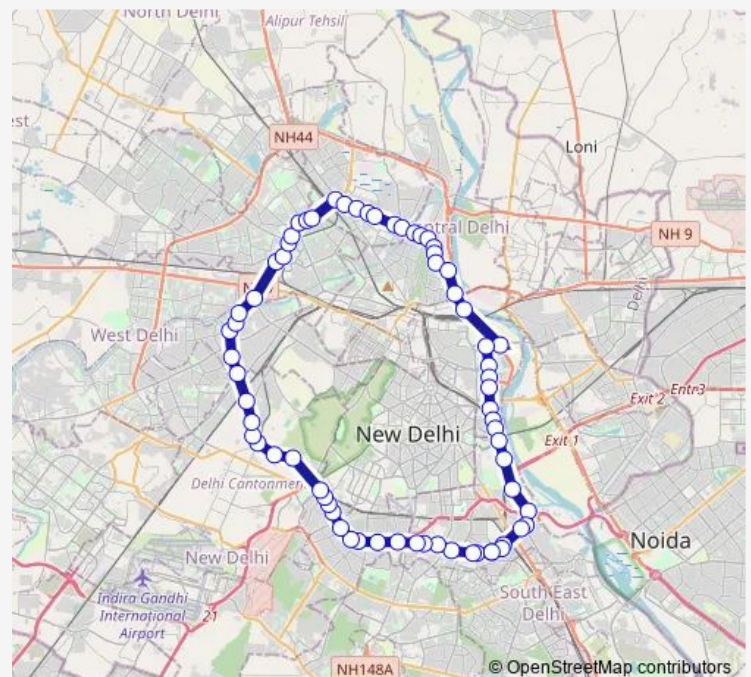 North Delhi
Alipur Tehsil
est
NH44
Loni
Central Delhi
NH 9
Delhi
West Delhi
Entr3
Exit 2
New Delhi
Exit 1
Delhi Cantonment
Noida
New Delhi
Indira Gandhi
International
Airport
21
South East
Delhi
NH148A
© OpenStreetMap contributors